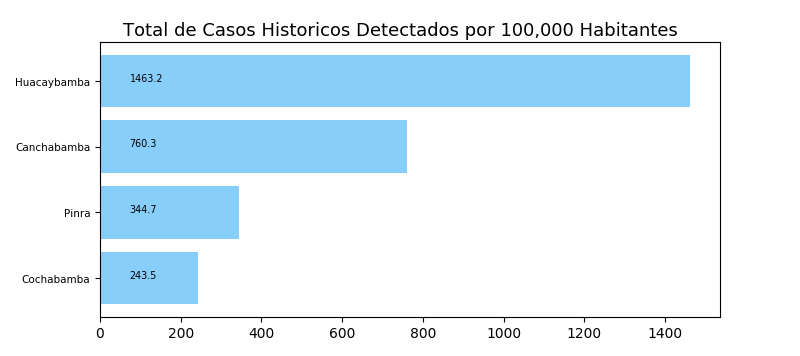 Total de Casos Historicos Detectados por 100,000 Habitantes
Huacaybamba 1463.2
Canchabamba 760.3
Pinra 344.7
Cochabamba 243.5
0 200 400 600 800 1000 1200 1400